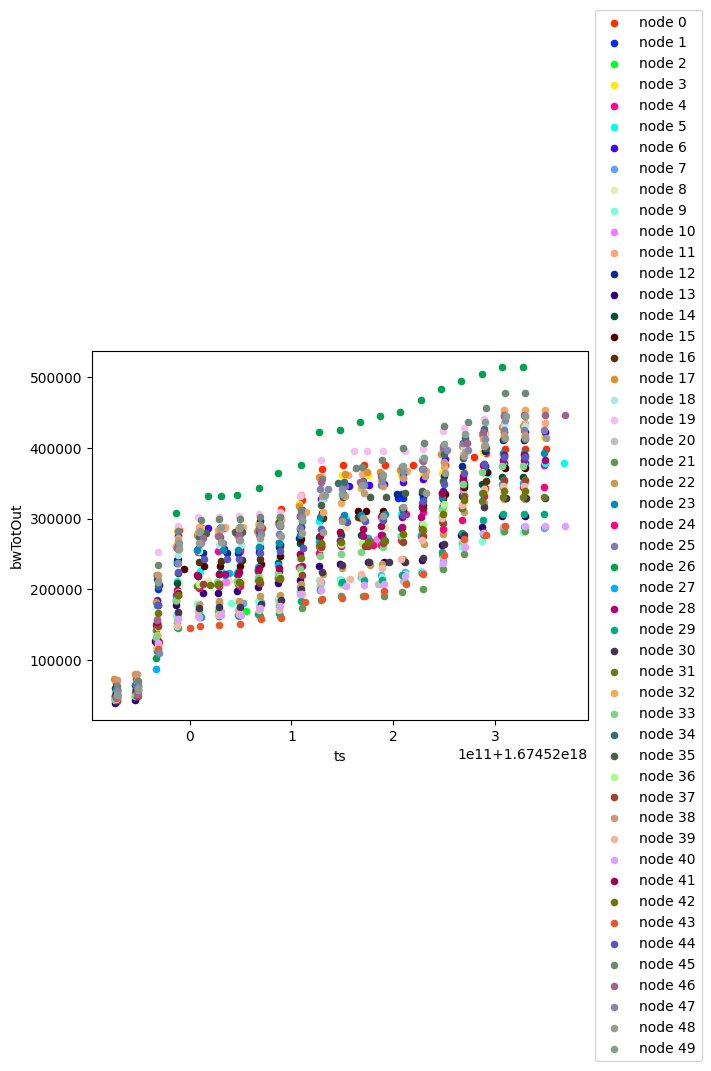 node 0
node 1
node 2
node 3
node 4
node 5
node 6
node 7
node 8
node 9
node 10
node 11
node 12
node 13
node 14
node 15
node 16
node 17
node 18
node 19
node 20
node 21
node 22
node 23
node 24
node 25
node 26
node 27
node 28
node 29
node 30
node 31
node 32
node 33
node 34
node 35
node 36
node 37
node 38
node 39
node 40
node 41
node 42
node 43
node 44
node 45
node 46
node 47
node 48
node 49
500000
400000
300000
200000
100000
bwTotOut
0 1 2 3
ts
1e11+1.67452e18